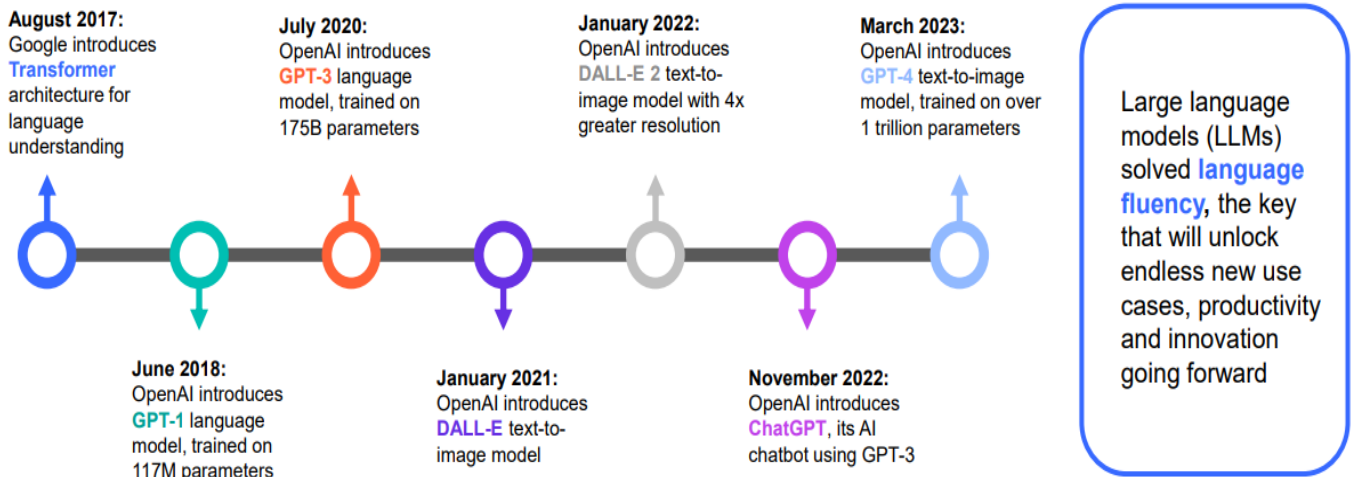 August 2017:
Google introduces
Transformer
architecture for
language
understanding
June 2018:
OpenAI introduces
GPT-1 language
model, trained on
117M parameters
July 2020:
OpenAI introduces
GPT-3 language
model, trained on
175B parameters
January 2021:
OpenAI introduces
DALL-E text-to-
image model
January 2022:
OpenAI introduces
DALL-E 2 text-to-
image model with 4x
greater resolution
November 2022:
OpenAI introduces
ChatGPT, its AI
chatbot using GPT-3
March 2023:
OpenAI introduces
GPT-4 text-to-image
model, trained on over
1 trillion parameters
Large language
models (LLMs)
solved language
fluency, the key
that will unlock
endless new use
cases, productivity
and innovation
going forward